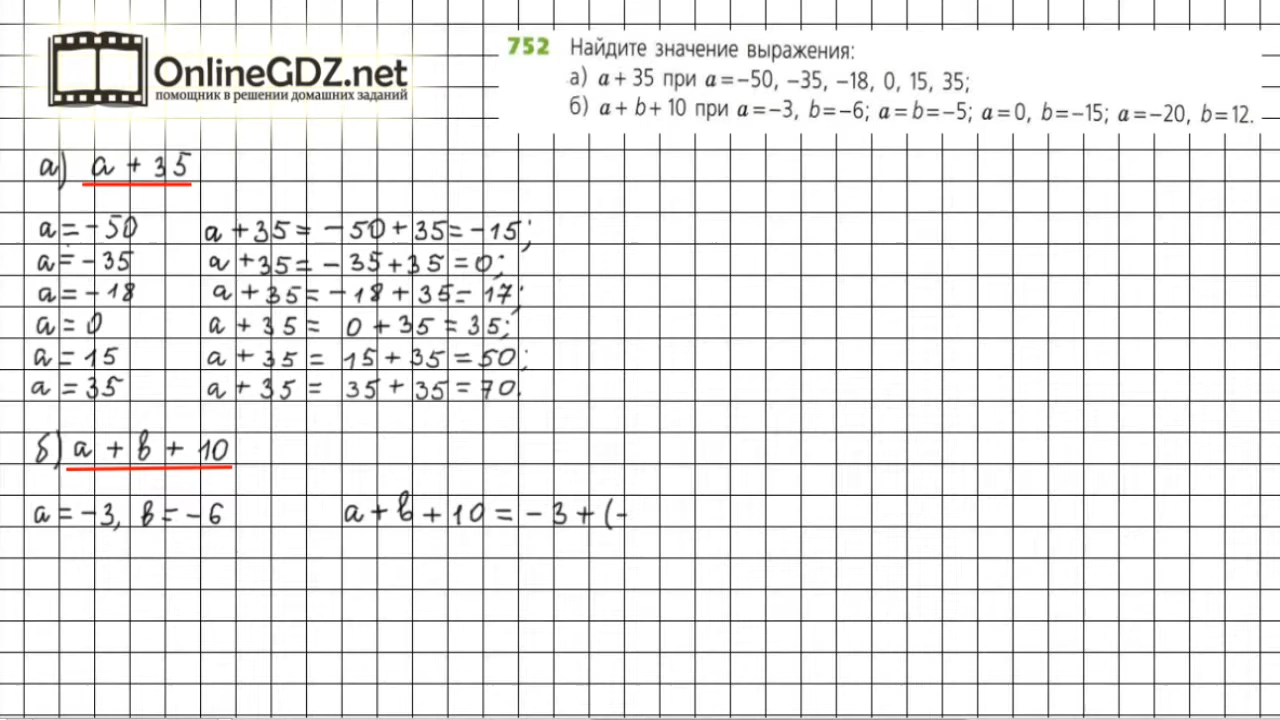 OnlineGDZ.net
помощник в решении домашних заданий
752 Найдите значение выражения:
а) a + 35 при a = –50, –35, –18, 0, 15, 35;
б) a + b + 10 при a = –3, b = –6; a = b = –5; a = 0, b = –15; a = –20, b = 12.
а) a + 35
a = - 50 a + 35 = - 50 + 35 = - 15;
a = - 35 a + 35 = - 35 + 35 = 0;
a = - 18 a + 35 = - 18 + 35 = 17;
a = 0 a + 35 = 0 + 35 = 35;
a = 15 a + 35 = 15 + 35 = 50;
a = 35 a + 35 = 35 + 35 = 70.
б) a + b + 10
a = - 3, b = - 6 a + b + 10 = - 3 + (-